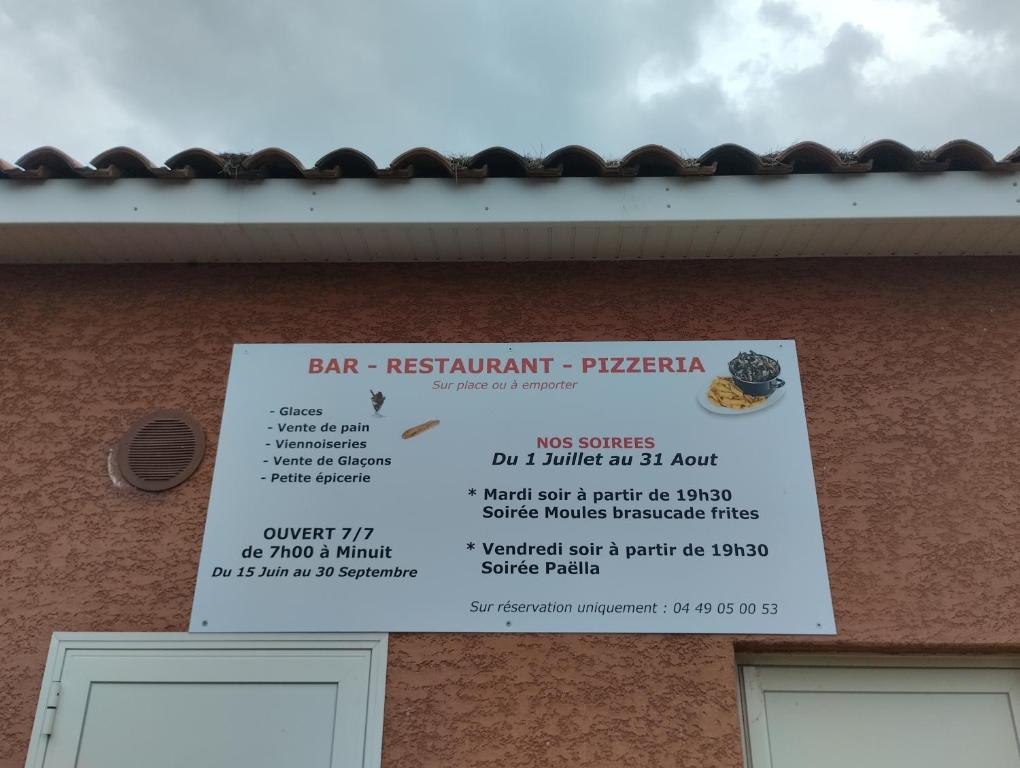 BAR - RESTAURANT - PIZZERIA
Sur place ou à emporter
- Glaces
- Vente de pain
- Viennoiseries
- Vente de Glaçons
- Petite épicerie
OUVERT 7/7
de 7h00 à Minuit
Du 15 Juin au 30 Septembre
NOS SOIREES
Du 1 Juillet au 31 Aout
* Mardi soir à partir de 19h30
Soirée Moules brasucade frites
* Vendredi soir à partir de 19h30
Soirée Paëlla
Sur réservation uniquement : 04 49 05 00 53